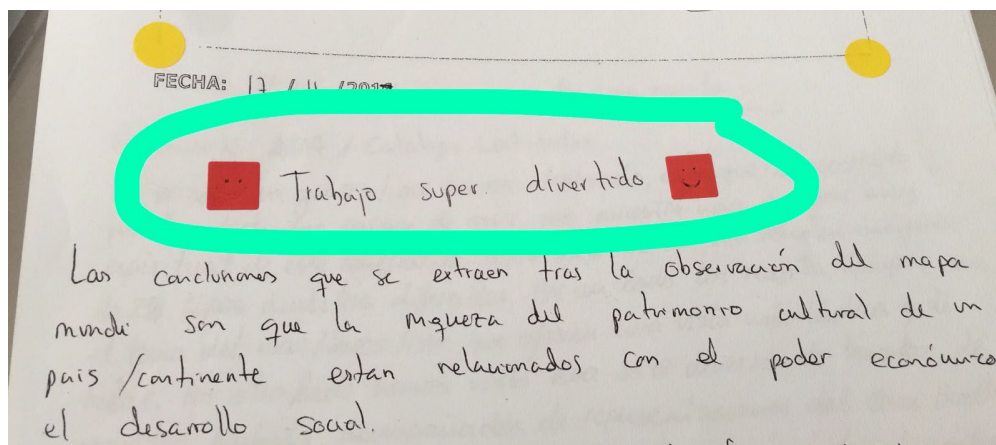 FECHA: 17 / 11 / 2017
Trabajo super divertido
Las conclusiones que se extraen tras la observación del mapa
mundi son que la riqueza del patrimonio cultural de un
pais /continente estan relacionados con el poder económico
el desarrollo social.